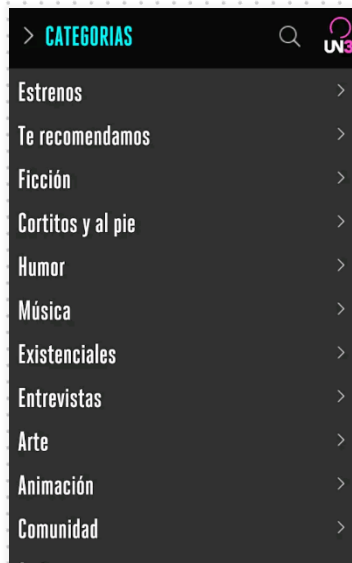 > CATEGORIAS
UN3
Estrenos >
Te recomendamos >
Ficción >
Cortitos y al pie >
Humor >
Música >
Existenciales >
Entrevistas >
Arte >
Animación >
Comunidad >